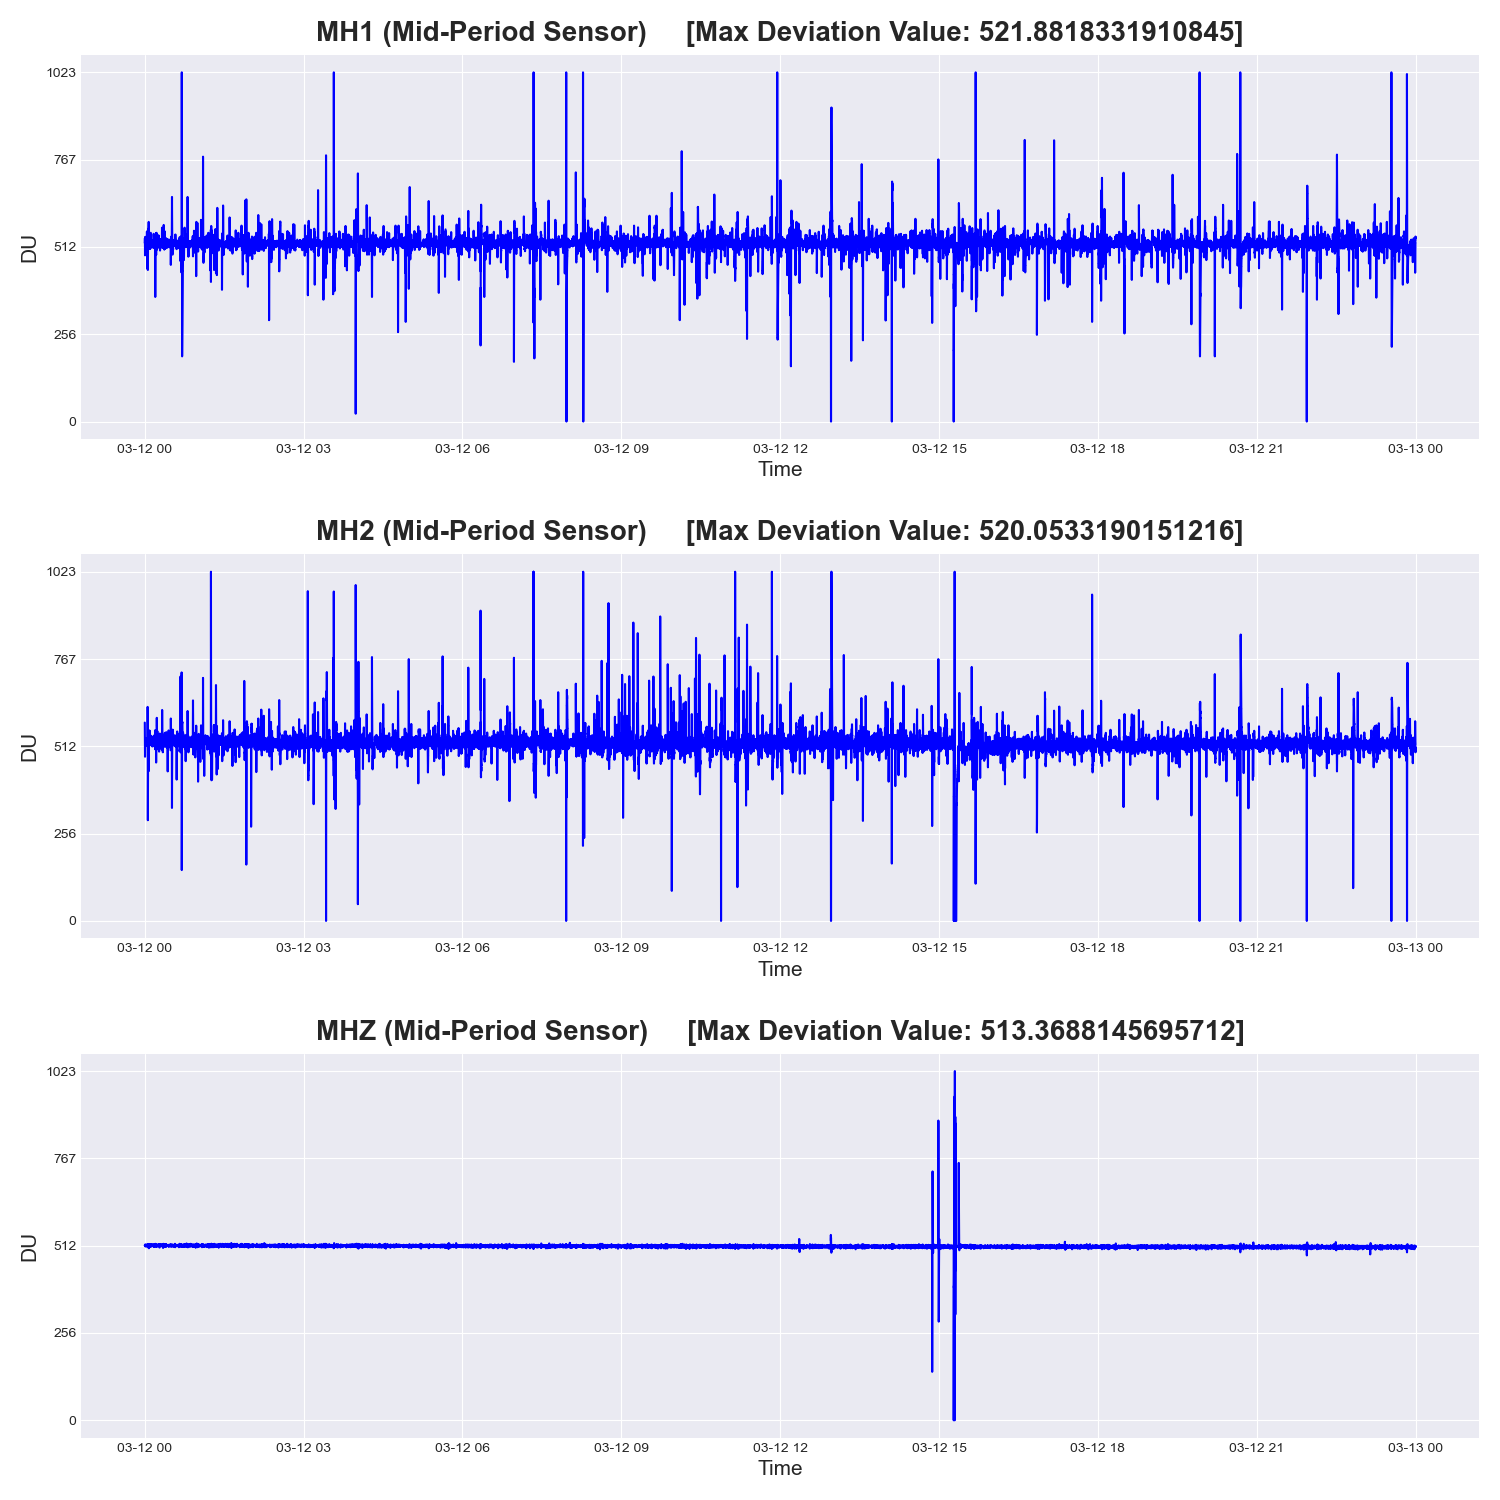 MH1 (Mid-Period Sensor)     [Max Deviation Value: 521.8818331910845]
1023
767
512
256
0
DU
03-12 00 03-12 03 03-12 06 03-12 09 03-12 12 03-12 15 03-12 18 03-12 21 03-13 00
Time
MH2 (Mid-Period Sensor)     [Max Deviation Value: 520.0533190151216]
1023
767
512
256
0
DU
03-12 00 03-12 03 03-12 06 03-12 09 03-12 12 03-12 15 03-12 18 03-12 21 03-13 00
Time
MHZ (Mid-Period Sensor)     [Max Deviation Value: 513.3688145695712]
1023
767
512
256
0
DU
03-12 00 03-12 03 03-12 06 03-12 09 03-12 12 03-12 15 03-12 18 03-12 21 03-13 00
Time